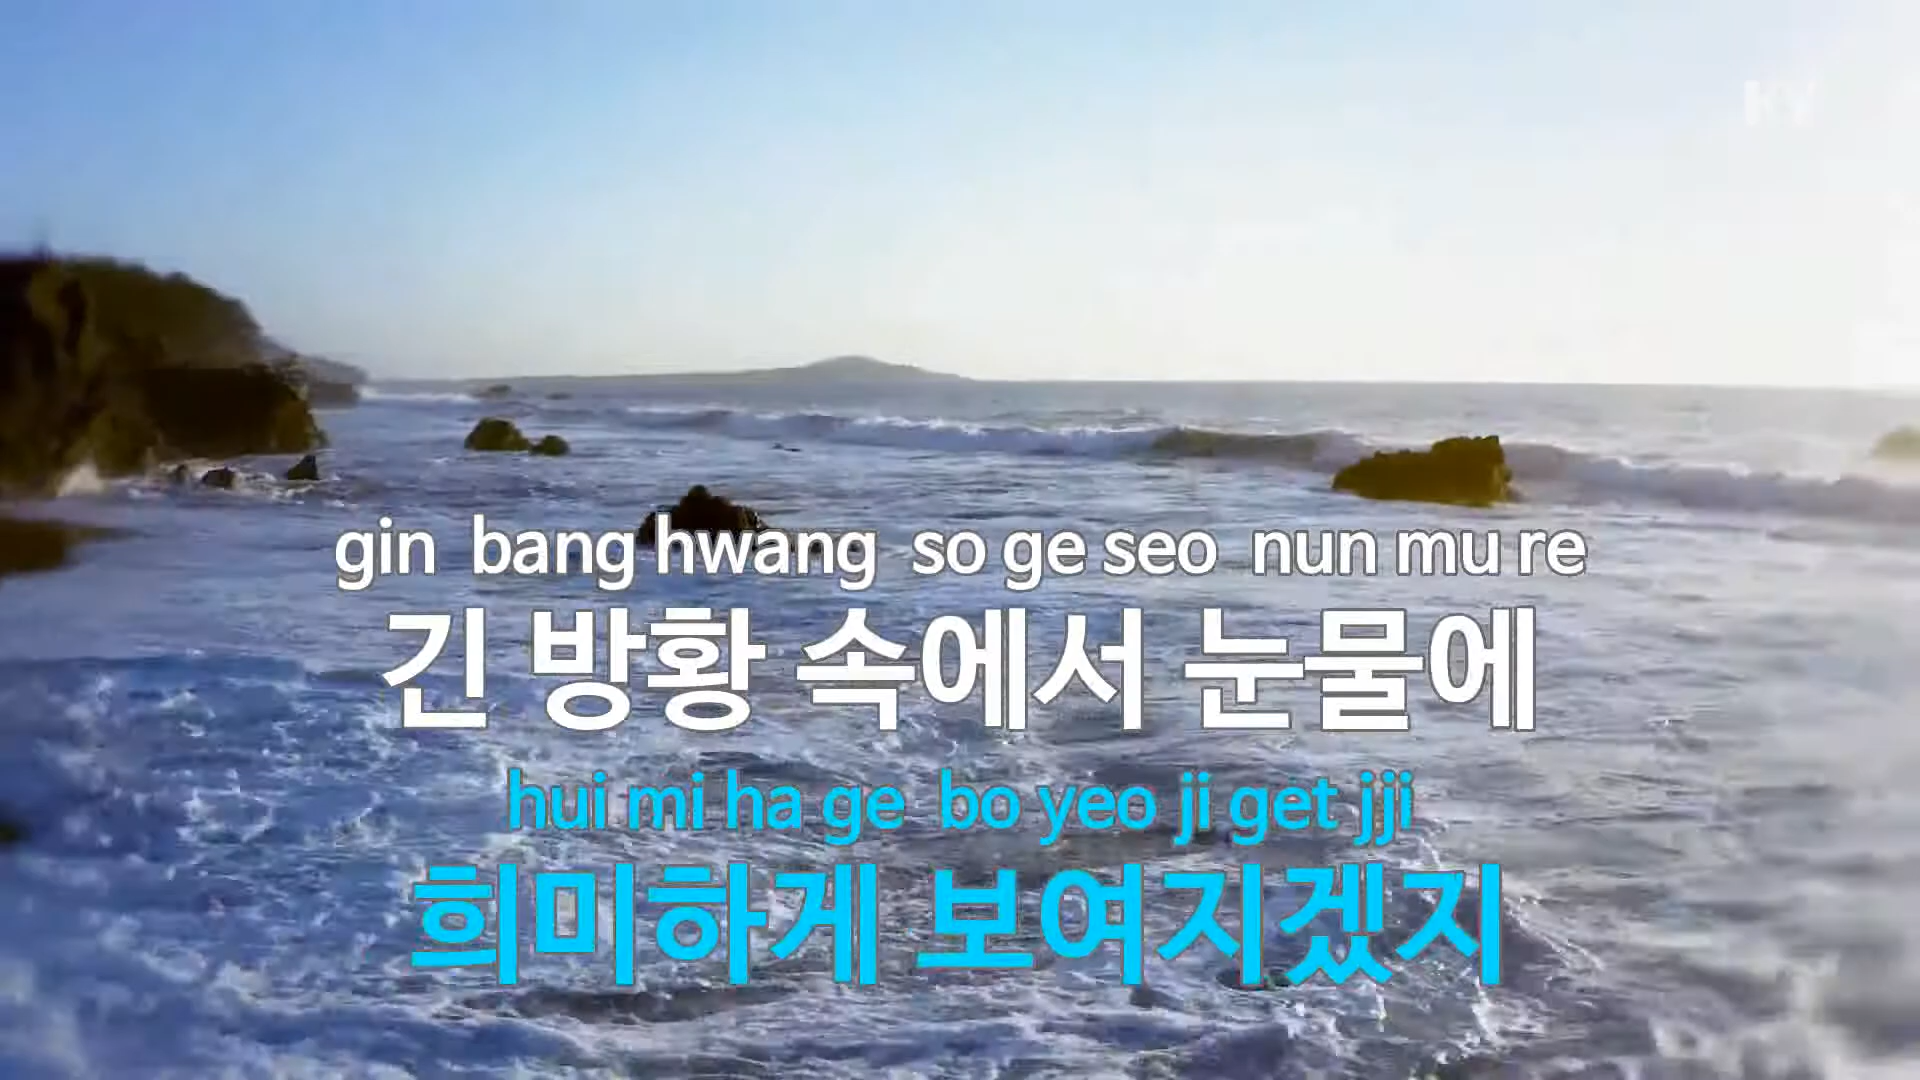 KY
gin bang hwang so ge seo nun mu re
긴 방황 속에서 눈물에
hui mi ha ge bo yeo ji get jji
희미하게 보여지겠지